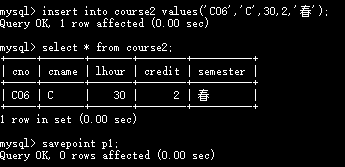 mysql> insert into course2 values('C06','C',30,2,'春');
Query OK, 1 row affected (0.00 sec)
mysql> select * from course2;
+-----+-------+-------+--------+----------+
| cno | cname | lhour | credit | semester |
+-----+-------+-------+--------+----------+
| C06 | C     |    30 |      2 | 春       |
+-----+-------+-------+--------+----------+
1 row in set (0.00 sec)
mysql> savepoint p1;
Query OK, 0 rows affected (0.00 sec)